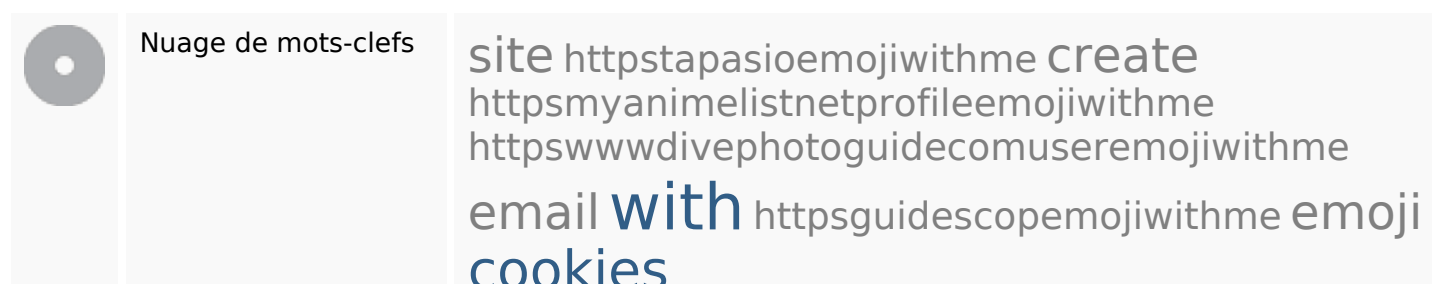 Nuage de mots-clefs
site httpstapasioemojiwithme create
httpsmyanimelistnetprofileemojiwithme
httpswwwdivephotoguidecomuseremojiwithme
email with httpsguidescopemojiwithme emoji
cookies